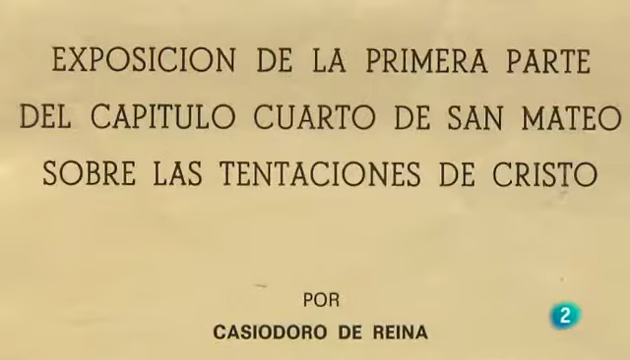 EXPOSICION DE LA PRIMERA PARTE
DEL CAPITULO CUARTO DE SAN MATEO
SOBRE LAS TENTACIONES DE CRISTO
POR
CASIODORO DE REINA
2